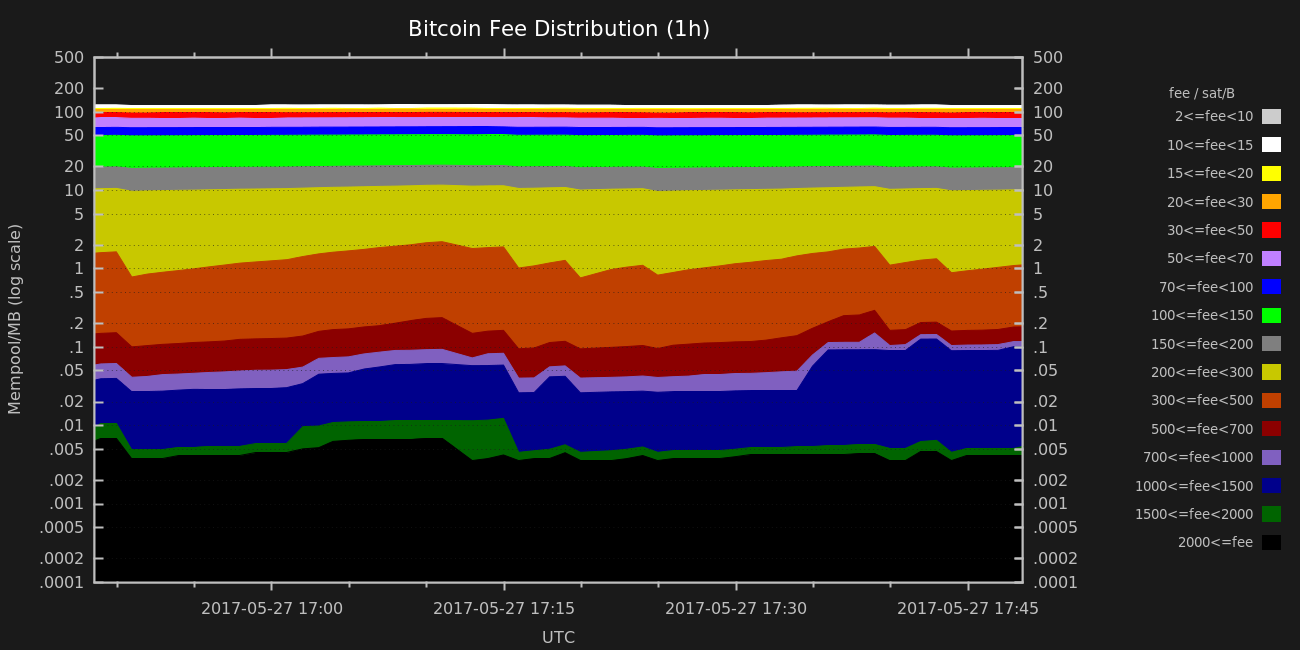 Bitcoin Fee Distribution (1h)
500 500
200 200
100 100
50 50
20 20
10 10
5 5
2 2
1 1
.5 .5
.2 .2
.1 .1
.05 .05
.02 .02
.01 .01
.005 .005
.002 .002
.001 .001
.0005 .0005
.0002 .0002
.0001 .0001
Mempool/MB (log scale)
2017-05-27 17:00 2017-05-27 17:15 2017-05-27 17:30 2017-05-27 17:45
UTC
fee / sat/B
2<=fee<10
10<=fee<15
15<=fee<20
20<=fee<30
30<=fee<50
50<=fee<70
70<=fee<100
100<=fee<150
150<=fee<200
200<=fee<300
300<=fee<500
500<=fee<700
700<=fee<1000
1000<=fee<1500
1500<=fee<2000
2000<=fee